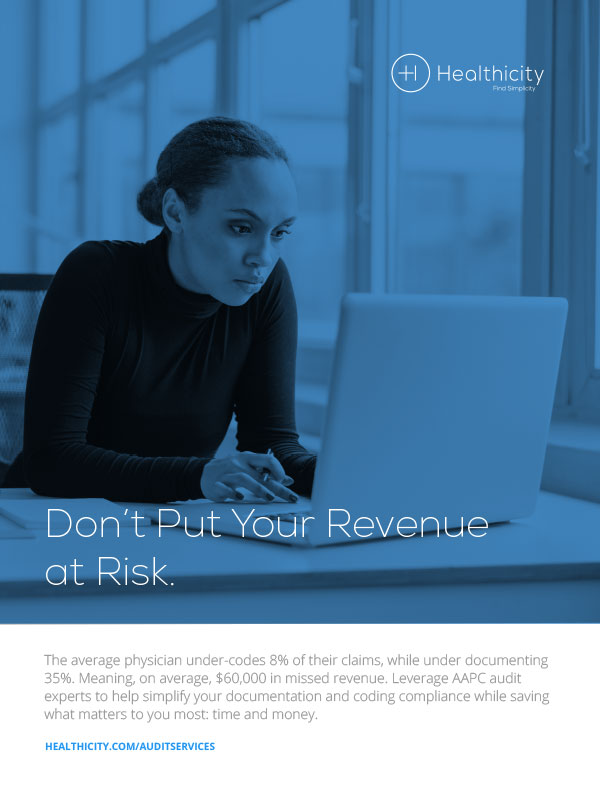 Healthicity
Find Simplicity
Don't Put Your Revenue
at Risk.
The average physician under-codes 8% of their claims, while under documenting
35%. Meaning, on average, $60,000 in missed revenue. Leverage AAPC audit
experts to help simplify your documentation and coding compliance while saving
what matters to you most: time and money.
HEALTHICITY.COM/AUDITSERVICES